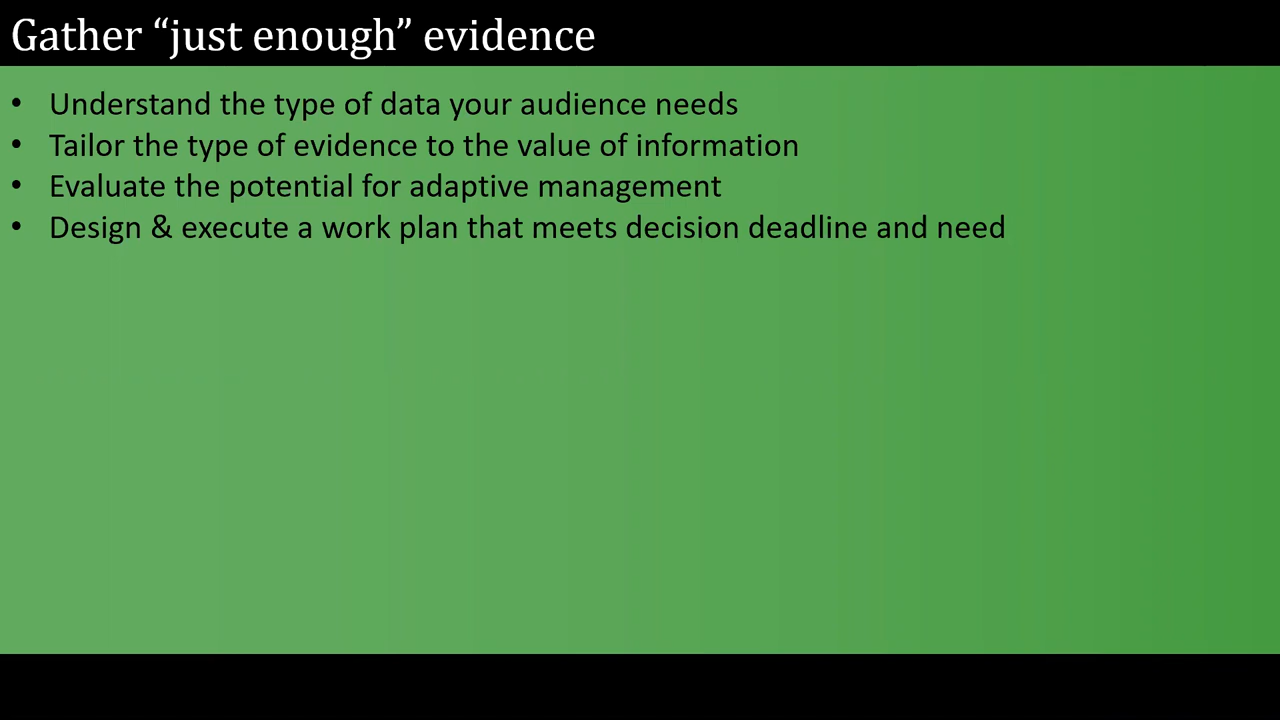 Gather “just enough” evidence
• Understand the type of data your audience needs
• Tailor the type of evidence to the value of information
• Evaluate the potential for adaptive management
• Design & execute a work plan that meets decision deadline and need